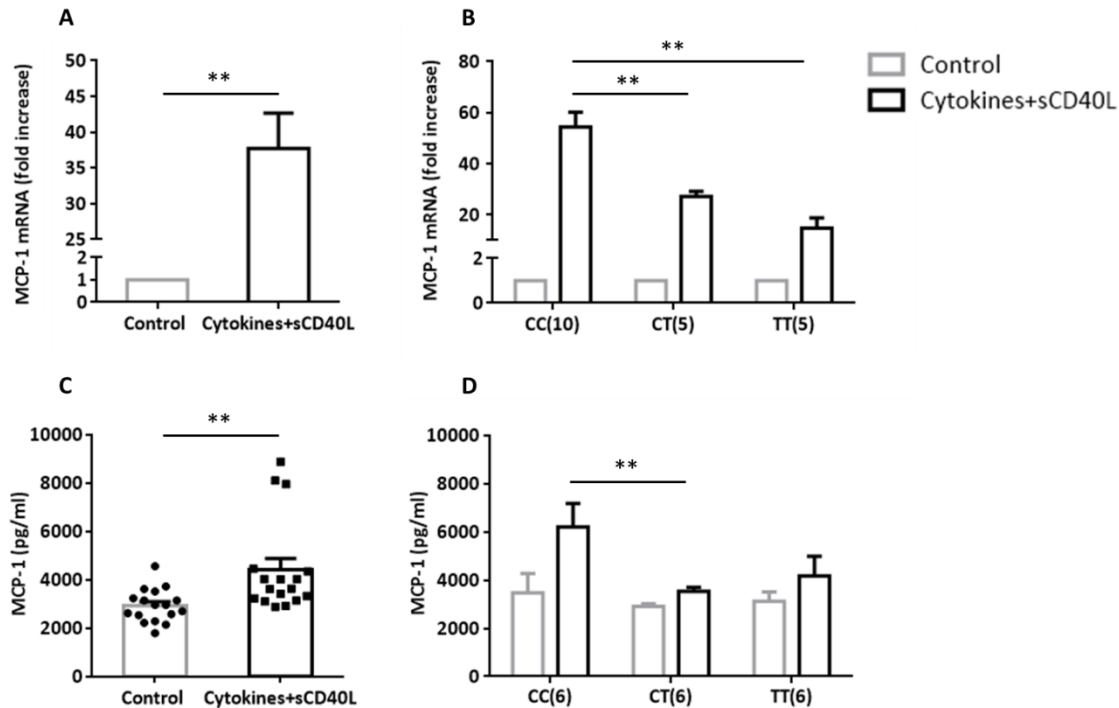 A
MCP-1 mRNA (fold increase)
50
45
40
35
30
25
2
1
0
**
Control Cytokines+sCD40L
B
MCP-1 mRNA (fold increase)
80
60
40
20
2
0
**
**
CC(10) CT(5) TT(5)
Control
Cytokines+sCD40L
C
MCP-1 (pg/ml)
10000
8000
6000
4000
2000
0
**
Control Cytokines+sCD40L
D
MCP-1 (pg/ml)
10000
8000
6000
4000
2000
0
**
CC(6) CT(6) TT(6)